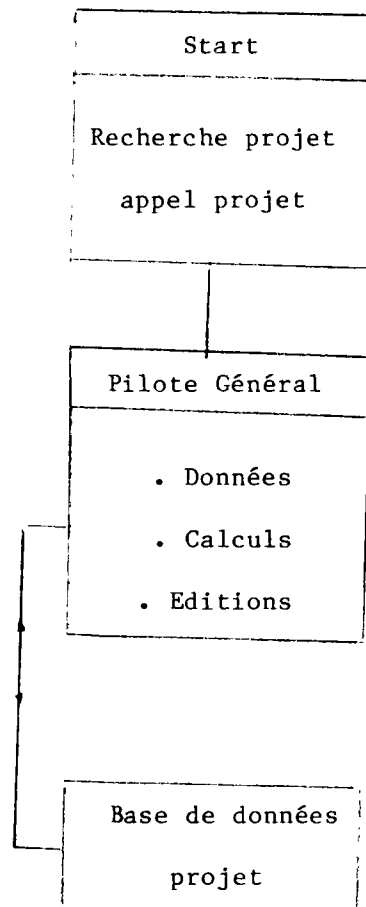 Start
Recherche projet
appel projet
Pilote Général
. Données
. Calculs
. Editions
Base de données
projet